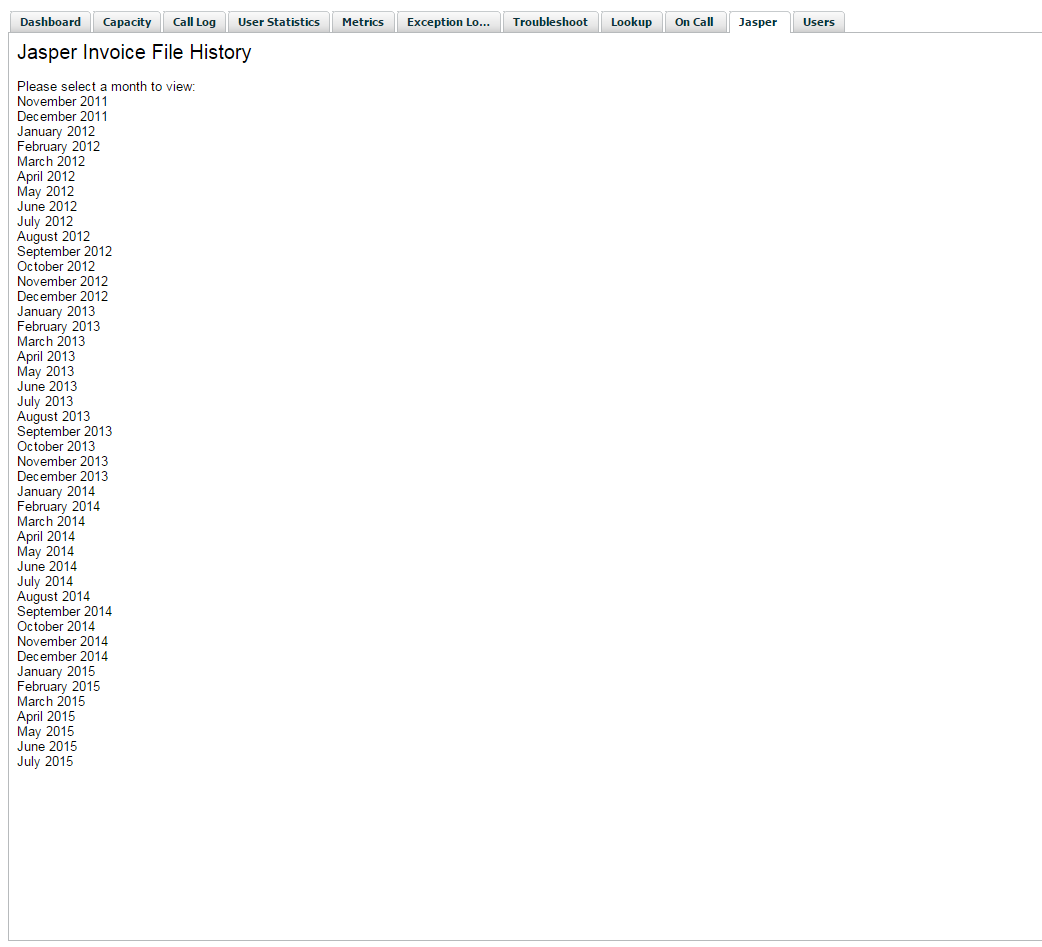 Dashboard Capacity Call Log User Statistics Metrics Exception Lo... Troubleshoot Lookup On Call Jasper Users
Jasper Invoice File History
Please select a month to view:
November 2011
December 2011
January 2012
February 2012
March 2012
April 2012
May 2012
June 2012
July 2012
August 2012
September 2012
October 2012
November 2012
December 2012
January 2013
February 2013
March 2013
April 2013
May 2013
June 2013
July 2013
August 2013
September 2013
October 2013
November 2013
December 2013
January 2014
February 2014
March 2014
April 2014
May 2014
June 2014
July 2014
August 2014
September 2014
October 2014
November 2014
December 2014
January 2015
February 2015
March 2015
April 2015
May 2015
June 2015
July 2015